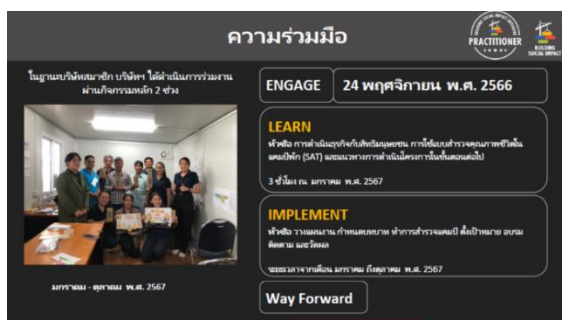 ความร่วมมือ
PRACTITIONER
BUILDING
SOCIAL IMPACT
ในฐานะบริษัทสมาชิก บริษัทฯ ได้ดำเนินการร่วมงาน
ผ่านกิจกรรมหลัก 2 ช่วง
มกราคม - ตุลาคม พ.ศ. 2567
ENGAGE
24 พฤศจิกายน พ.ศ. 2566
LEARN
หัวข้อ การดำเนินธุรกิจกับสิทธิมนุษยชน การใช้แบบสำรวจคุณภาพชีวิตใน
แคมป์พัก (SAT) และแนวทางการดำเนินโครงการในขั้นตอนต่อไป
3 ชั่วโมง ณ มกราคม พ.ศ. 2567
IMPLEMENT
หัวข้อ วางแผนงาน กำหนดบทบาท ทำการสำรวจแคมป์ ตั้งเป้าหมาย อบรม
ติดตาม และวัดผล
ระยะเวลาจากเดือน มกราคม ถึงตุลาคม พ.ศ. 2567
Way Forward